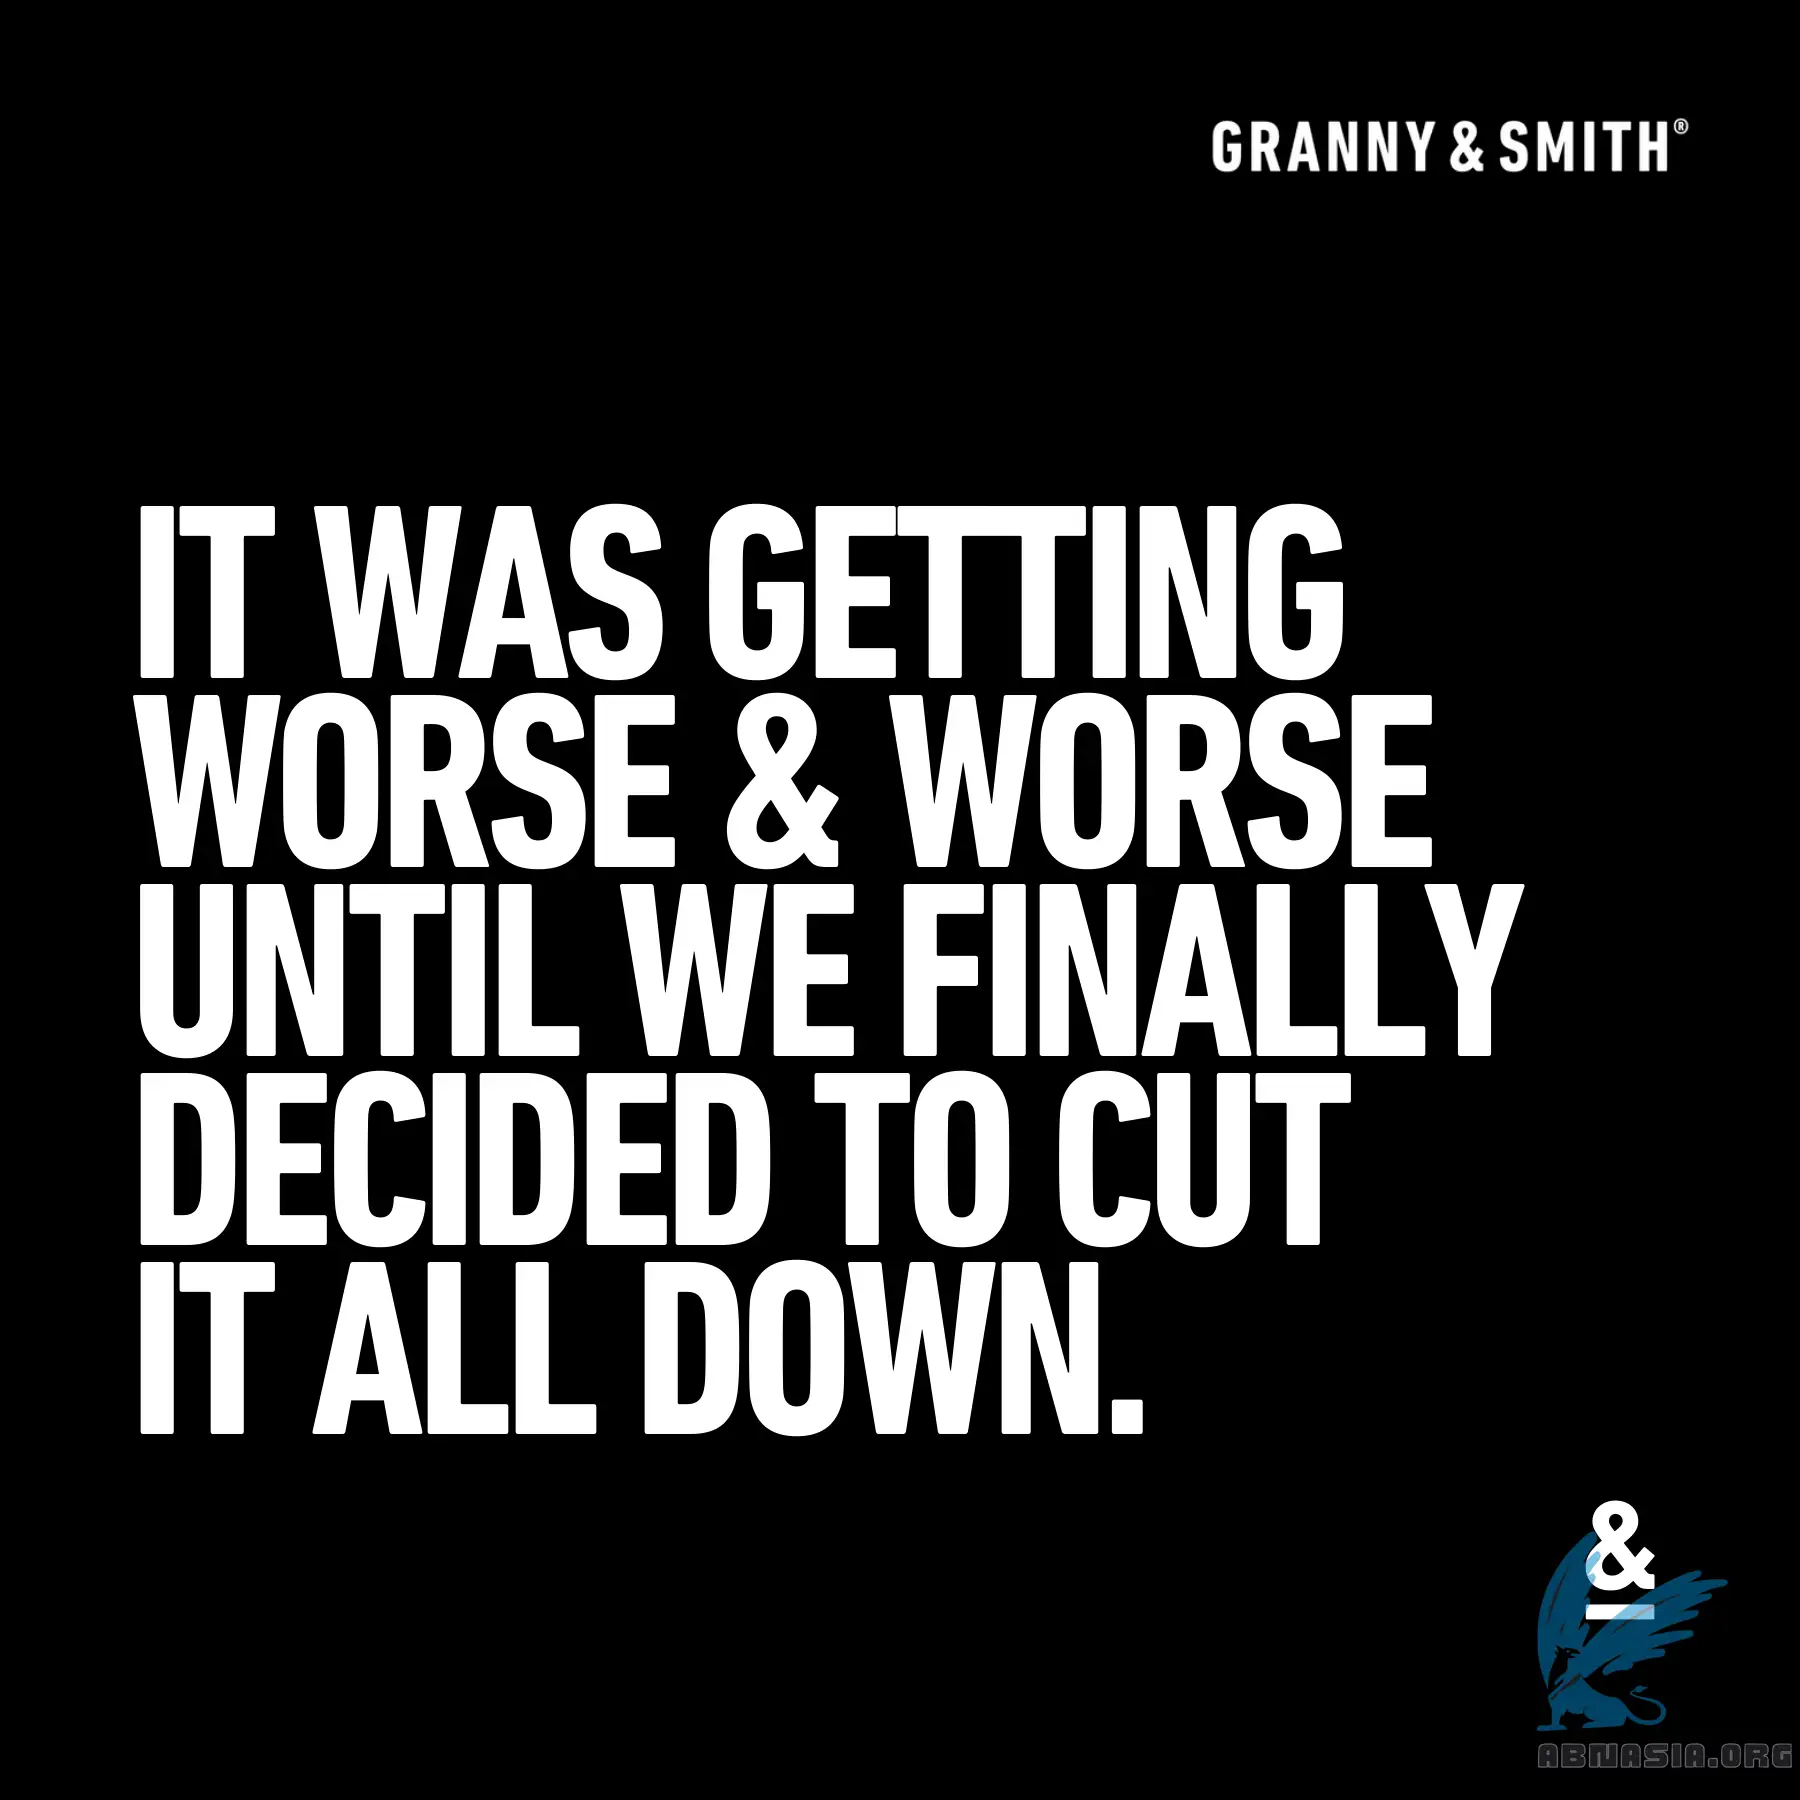 GRANNY & SMITH®
IT WAS GETTING
WORSE & WORSE
UNTIL WE FINALLY
DECIDED TO CUT
IT ALL DOWN.
&
ABNASIA.ORG